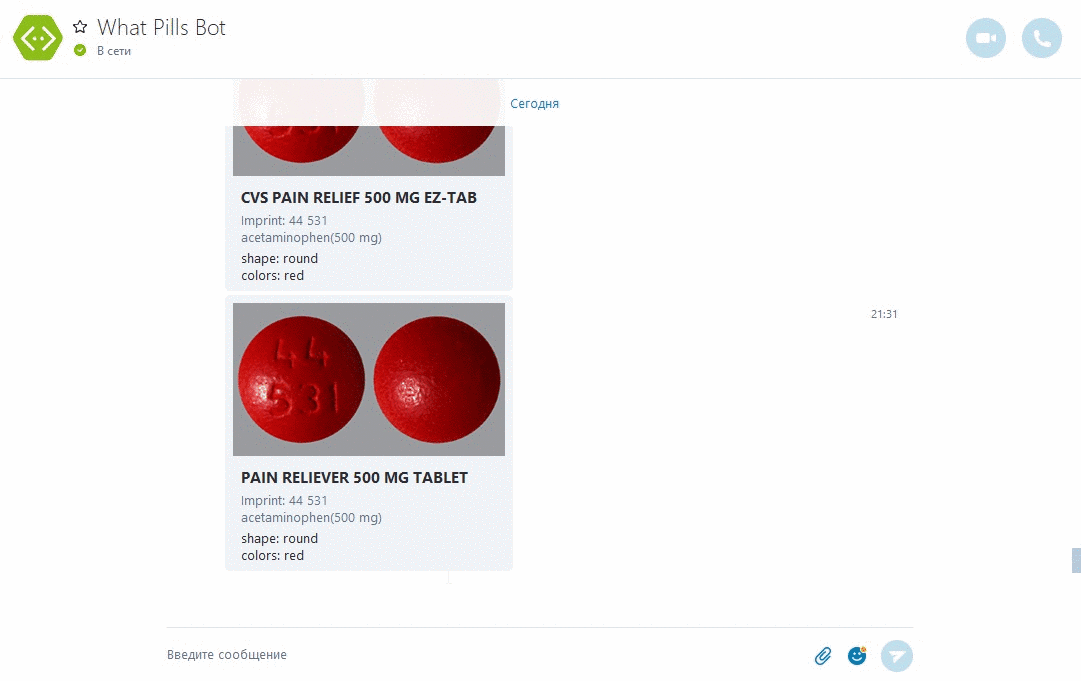 What Pills Bot
В сети
Сегодня
531
CVS PAIN RELIEF 500 MG EZ-TAB
Imprint: 44 531
acetaminophen(500 mg)
shape: round
colors: red
21:31
44
531
PAIN RELIEVER 500 MG TABLET
Imprint: 44 531
acetaminophen(500 mg)
shape: round
colors: red
Введите сообщение